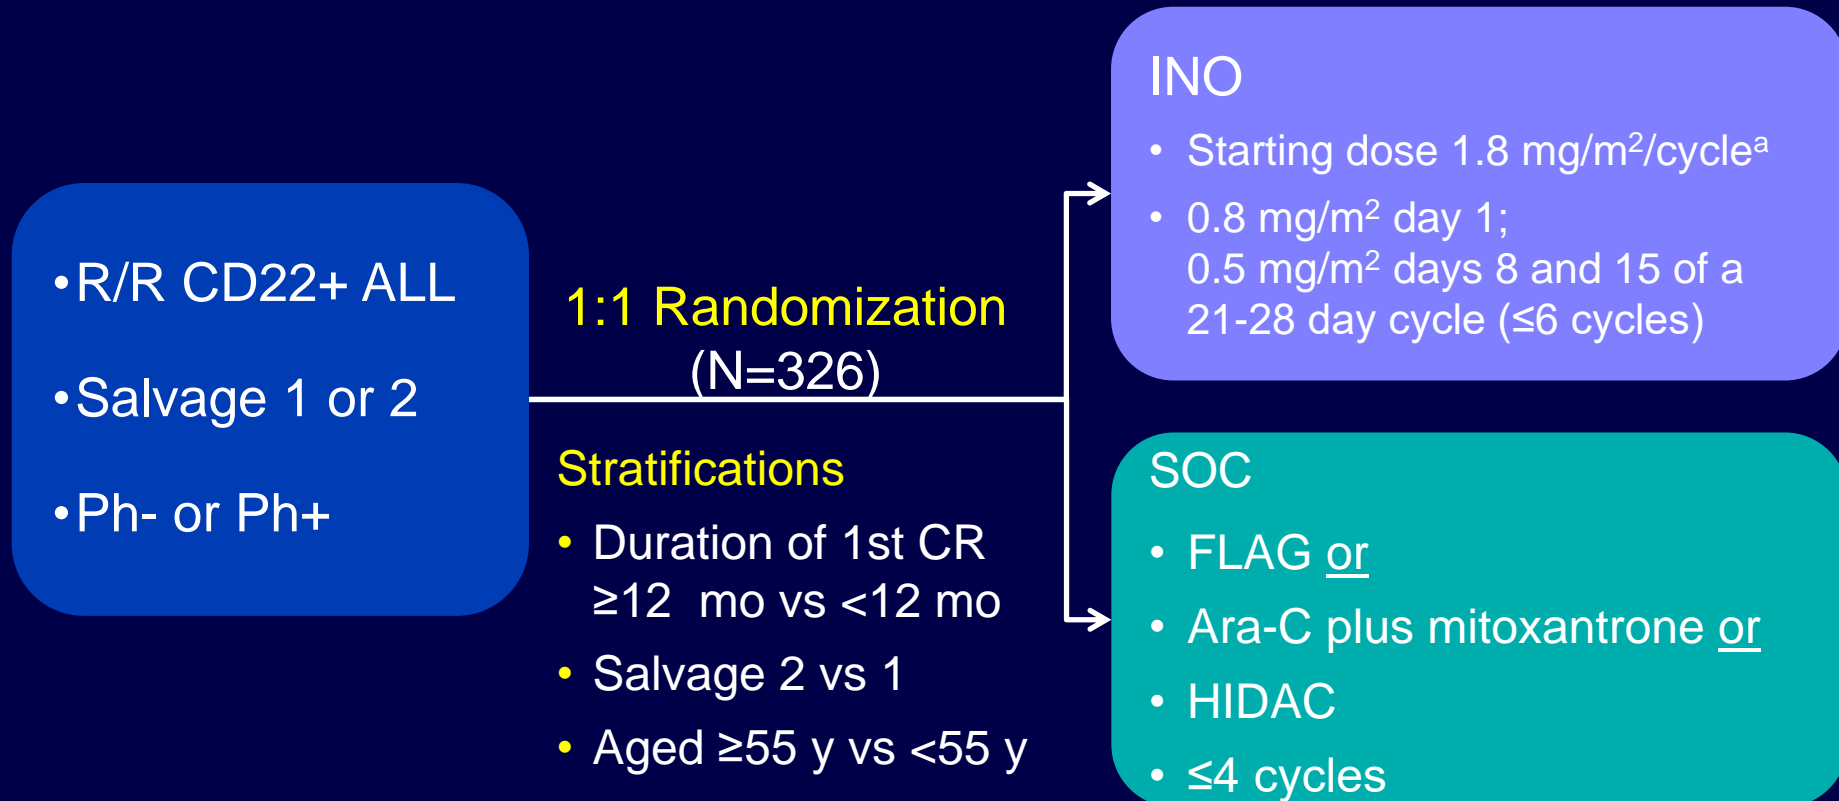 •R/R CD22+ ALL
•Salvage 1 or 2
•Ph- or Ph+
1:1 Randomization
(N=326)
Stratifications
• Duration of 1st CR
≥12 mo vs <12 mo
• Salvage 2 vs 1
• Aged ≥55 y vs <55 y
INO
• Starting dose 1.8 mg/m²/cycleᵃ
• 0.8 mg/m² day 1;
0.5 mg/m² days 8 and 15 of a
21-28 day cycle (≤6 cycles)
SOC
• FLAG or
• Ara-C plus mitoxantrone or
• HIDAC
• ≤4 cycles